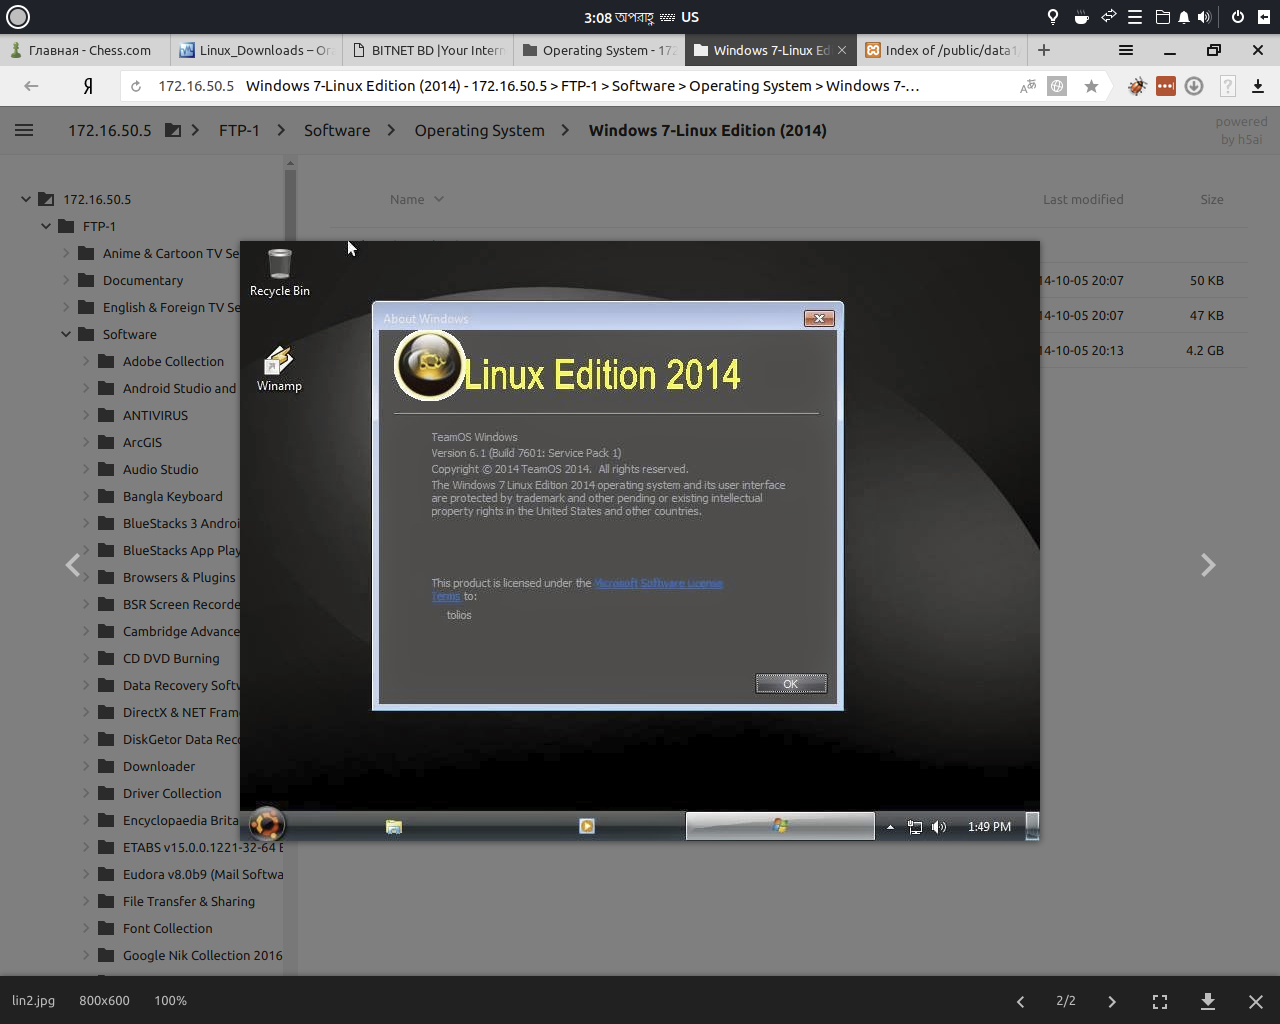 3:08 অপরাহ্ণ US
Главная - Chess.com
Linux_Downloads – Or
BITNET BD |Your Intern
Operating System - 172
Windows 7-Linux Ed
Index of /public/data1
Я
172.16.50.5 Windows 7-Linux Edition (2014) - 172.16.50.5 > FTP-1 > Software > Operating System > Windows 7-...
172.16.50.5 FTP-1 Software Operating System Windows 7-Linux Edition (2014)
powered
by h5ai
172.16.50.5
FTP-1
Anime & Cartoon TV Se
Documentary
English & Foreign TV Se
Software
Adobe Collection
Android Studio and
ANTIVIRUS
ArcGIS
Audio Studio
Bangla Keyboard
BlueStacks 3 Androi
BlueStacks App Play
Browsers & Plugins
BSR Screen Recorde
Cambridge Advance
CD DVD Burning
Data Recovery Softw
DirectX & NET Fram
DiskGetor Data Reco
Downloader
Driver Collection
Encyclopaedia Brita
ETABS v15.0.0.1221-32-64 B
Eudora v8.0b9 (Mail Softwa
File Transfer & Sharing
Font Collection
Google Nik Collection 2016
Name Last modified Size
14-10-05 20:07 50 KB
14-10-05 20:07 47 KB
14-10-05 20:13 4.2 GB
Recycle Bin
Winamp
About Windows
Linux Edition 2014
TeamOS Windows
Version 6.1 (Build 7601: Service Pack 1)
Copyright © 2014 TeamOS 2014. All rights reserved.
The Windows 7 Linux Edition 2014 operating system and its user interface
are protected by trademark and other pending or existing intellectual
property rights in the United States and other countries.
This product is licensed under the Microsoft Software License
Terms to:
tolios
OK
1:49 PM
lin2.jpg 800x600 100% 2/2